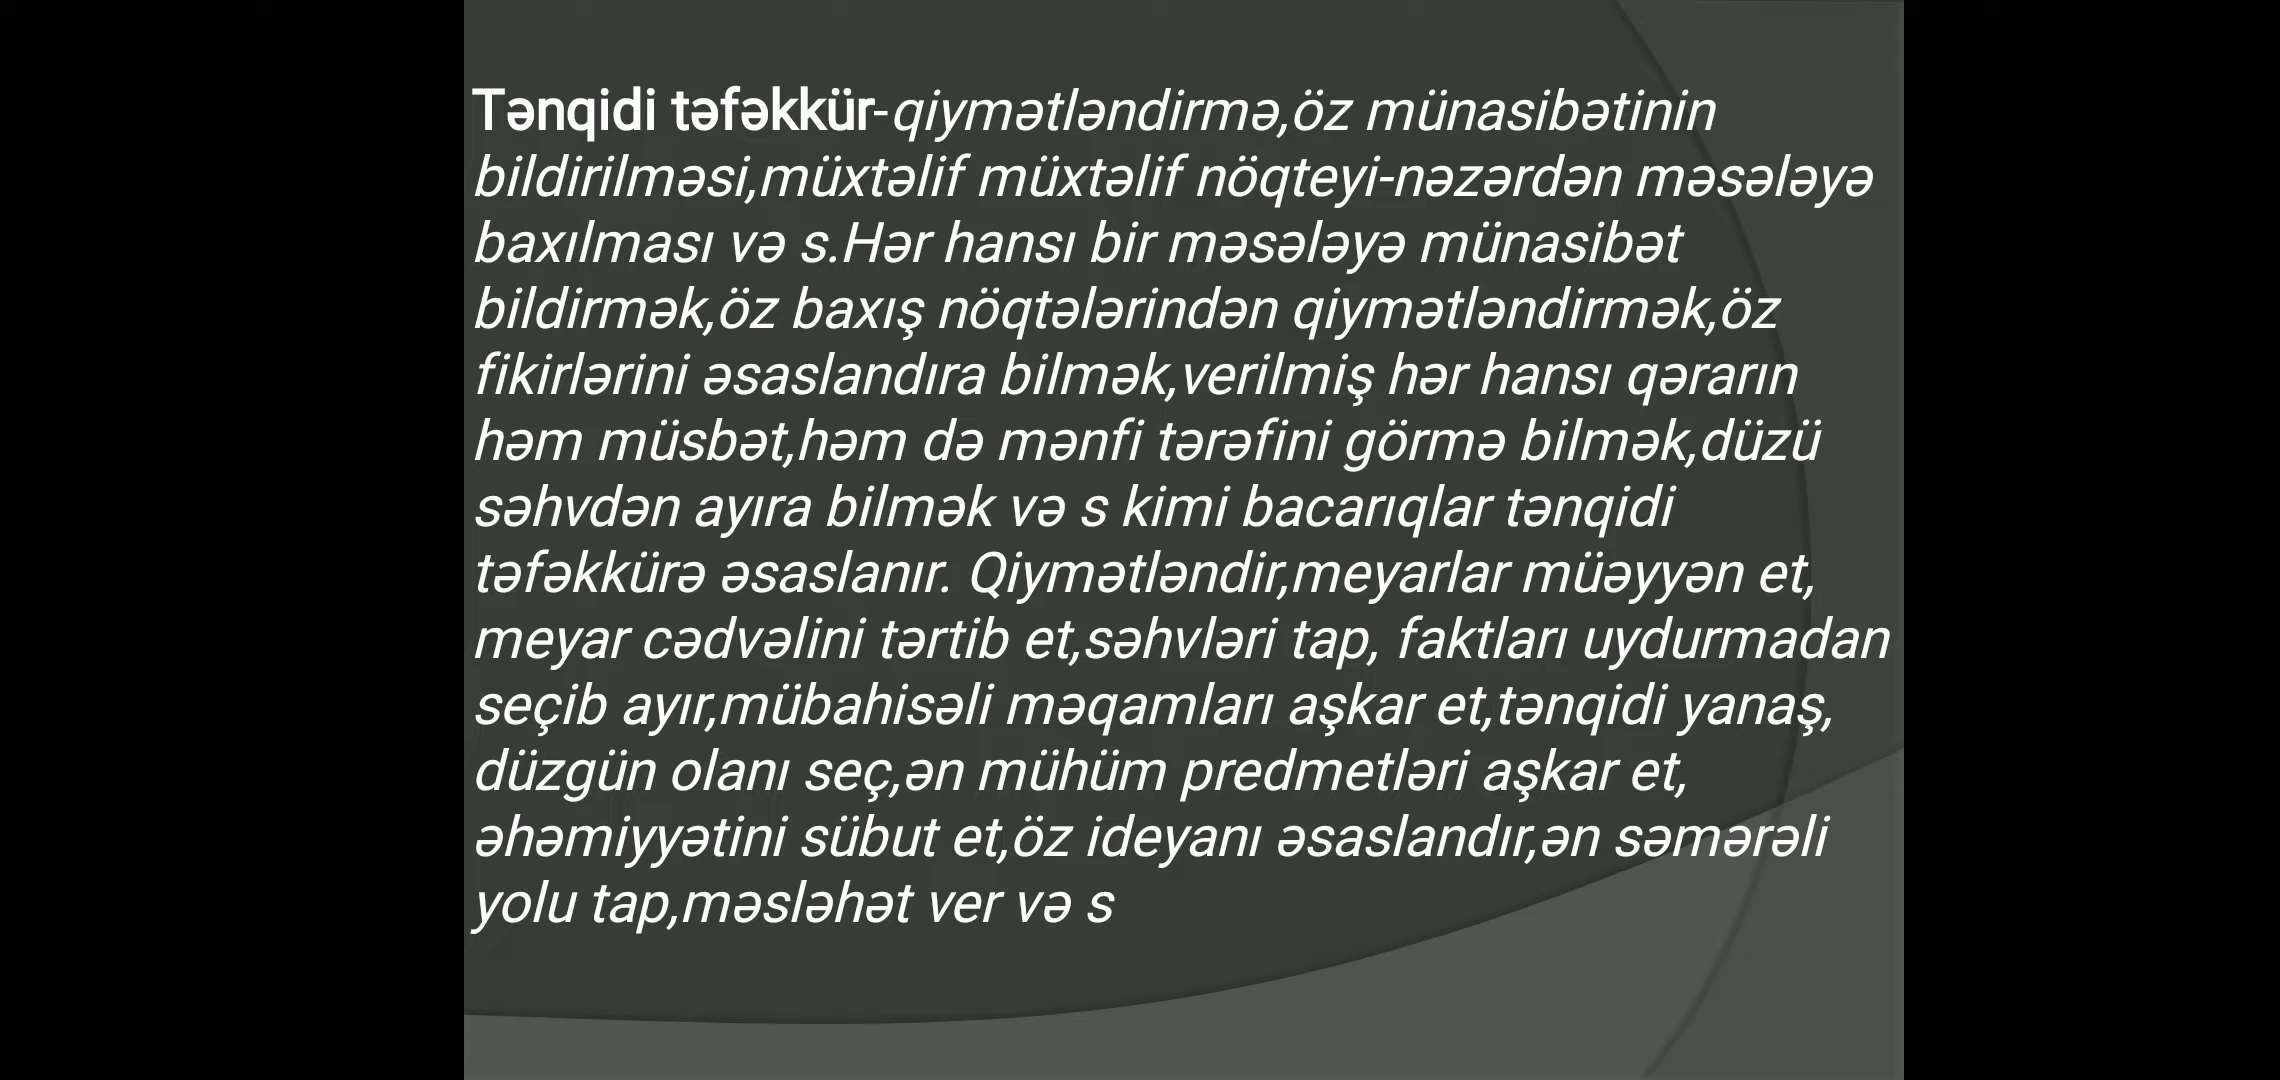 Tənqidi təfəkkür-qiymətləndirmə,öz münasibətinin
bildirilməsi,müxtəlif müxtəlif nöqteyi-nəzərdən məsələyə
baxılması və s.Hər hansı bir məsələyə münasibət
bildirmək,öz baxış nöqtələrindən qiymətləndirmək,öz
fikirlərini əsaslandıra bilmək,verilmiş hər hansı qərarın
həm müsbət,həm də mənfi tərəfini görmə bilmək,düzü
səhvdən ayıra bilmək və s kimi bacarıqlar tənqidi
təfəkkürə əsaslanır. Qiymətləndir,meyarlar müəyyən et,
meyar cədvəlini tərtib et,səhvləri tap, faktları uydurmadan
seçib ayır,mübahisəli məqamları aşkar et,tənqidi yanaş,
düzgün olanı seç,ən mühüm predmetləri aşkar et,
əhəmiyyətini sübut et,öz ideyanı əsaslandır,ən səmərəli
yolu tap,məsləhət ver və s